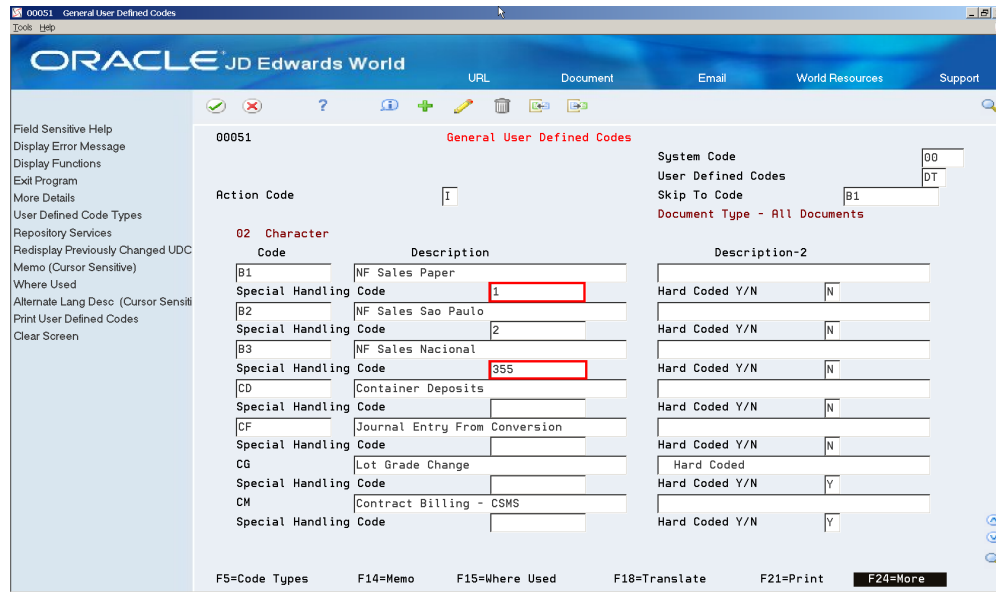 00051 General User Defined Codes
Tools Help
ORACLE JD Edwards World
URL Document Email World Resources Support
Field Sensitive Help
Display Error Message
Display Functions
Exit Program
More Details
User Defined Code Types
Repository Services
Redisplay Previously Changed UDC
Memo (Cursor Sensitive)
Where Used
Alternate Lang Desc (Cursor Sensiti
Print User Defined Codes
Clear Screen
00051 General User Defined Codes
System Code 00
User Defined Codes DT
Action Code I Skip To Code B1
Document Type - All Documents
02 Character
Code Description Description-2
B1 NF Sales Paper
Special Handling Code 1 Hard Coded Y/N N
B2 NF Sales Sao Paulo
Special Handling Code 2 Hard Coded Y/N N
B3 NF Sales Nacional
Special Handling Code 355 Hard Coded Y/N N
CD Container Deposits
Special Handling Code Hard Coded Y/N N
CF Journal Entry From Conversion
Special Handling Code Hard Coded Y/N N
CG Lot Grade Change Hard Coded
Special Handling Code Hard Coded Y/N Y
CM Contract Billing - CSMS
Special Handling Code Hard Coded Y/N Y
F5=Code Types F14=Memo F15=Where Used F18=Translate F21=Print F24=More